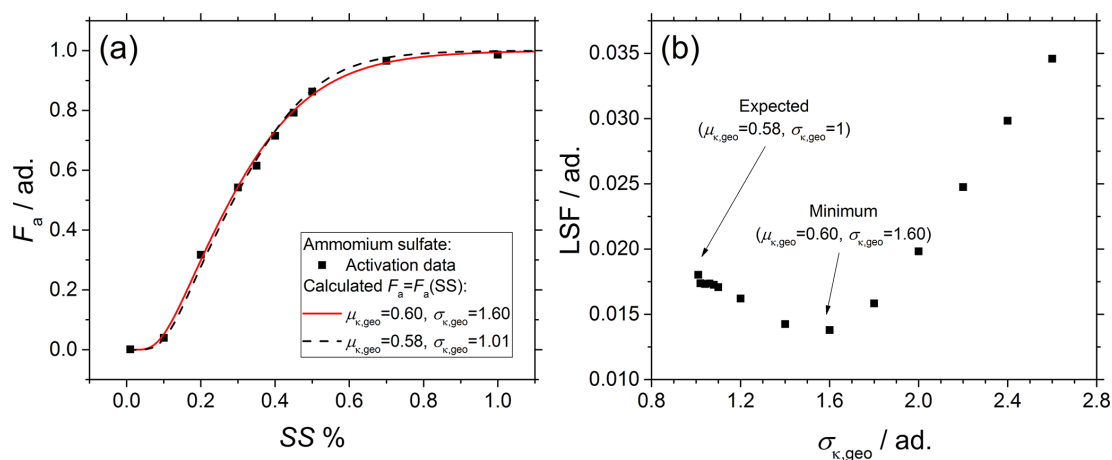 (a)
1.0
0.8
0.6
0.4
0.2
0.0
F_a / ad.
0.0 0.2 0.4 0.6 0.8 1.0
SS %
Ammomium sulfate:
Activation data
Calculated F_a=F_a(SS):
μ_κ,geo=0.60, σ_κ,geo=1.60
μ_κ,geo=0.58, σ_κ,geo=1.01
(b)
0.035
0.030
0.025
0.020
0.015
0.010
LSF / ad.
Expected
(μ_κ,geo=0.58, σ_κ,geo=1)
Minimum
(μ_κ,geo=0.60, σ_κ,geo=1.60)
0.8 1.2 1.6 2.0 2.4 2.8
σ_κ,geo / ad.